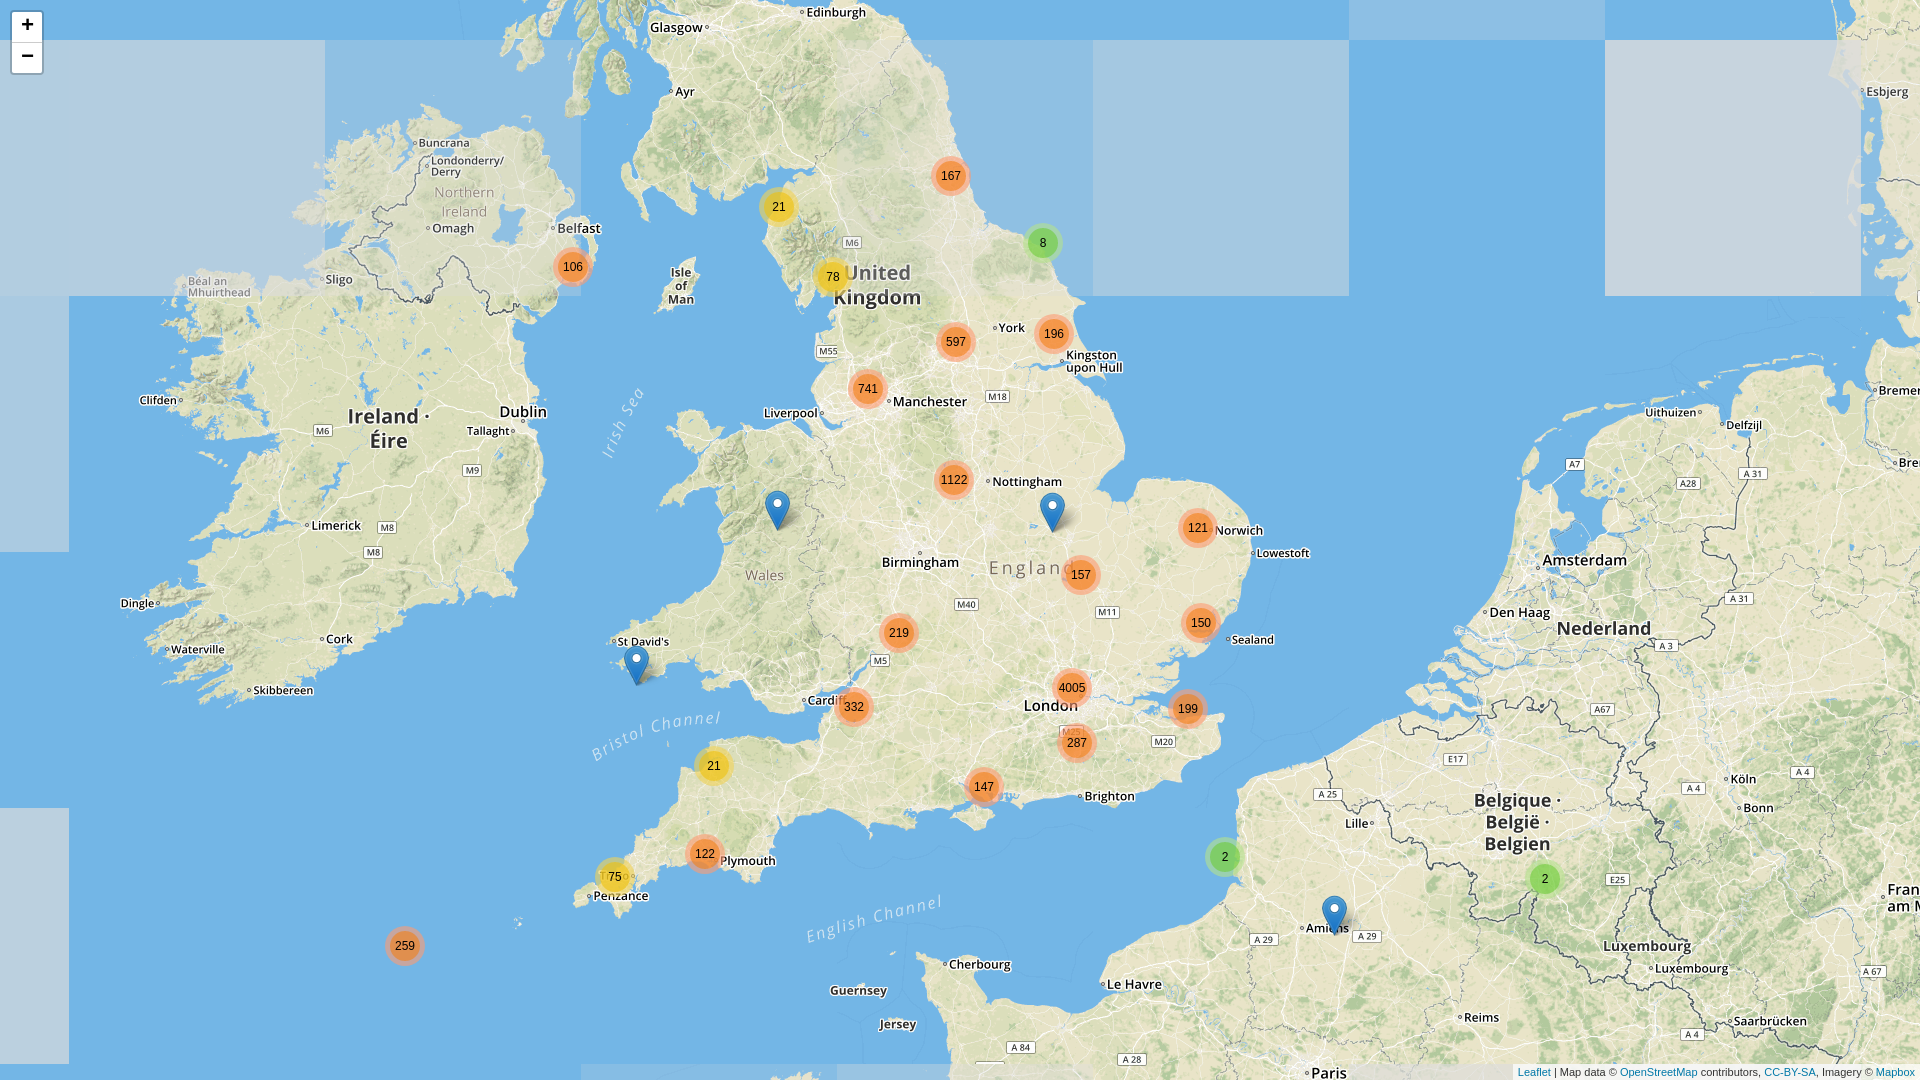 +
−
Edinburgh
Glasgow
Ayr
Esbjerg
Buncrana
Londonderry/
Derry
167
Northern
Ireland
21
Omagh
Belfast
M6
8
106
United
Kingdom
78
Sligo
Isle
of
Man
Béal an
Mhuirthead
York
196
597
M55
Kingston
upon Hull
741
Manchester
M18
Clifden
Liverpool
Dublin
Ireland ·
Éire
M6
Tallaght
Irish Sea
Uithuizen
Delfzijl
Bremer
M9
A7
A 31
Bre
1122
Nottingham
A28
Limerick
M8
121
Norwich
M8
Lowestoft
Birmingham
England
157
Amsterdam
Wales
A 31
Dingle
M40
M11
Den Haag
219
150
Nederland
Cork
St David's
Sealand
Waterville
M5
A 3
Skibbereen
4005
Cardiff
332
London
199
A67
Bristol Channel
M25
287
M20
E17
21
147
Köln
A 4
A 4
Brighton
A 25
Belgique ·
België ·
Belgien
Bonn
Lille
122
Plymouth
2
75
2
E25
Penzance
Fran
am M
English Channel
Amiens
A 29
A 29
259
Luxembourg
Cherbourg
Luxembourg
A 67
Le Havre
Guernsey
Jersey
Reims
Saarbrücken
A 4
A 84
A 28
Paris
Leaflet | Map data © OpenStreetMap contributors, CC-BY-SA, Imagery © Mapbox